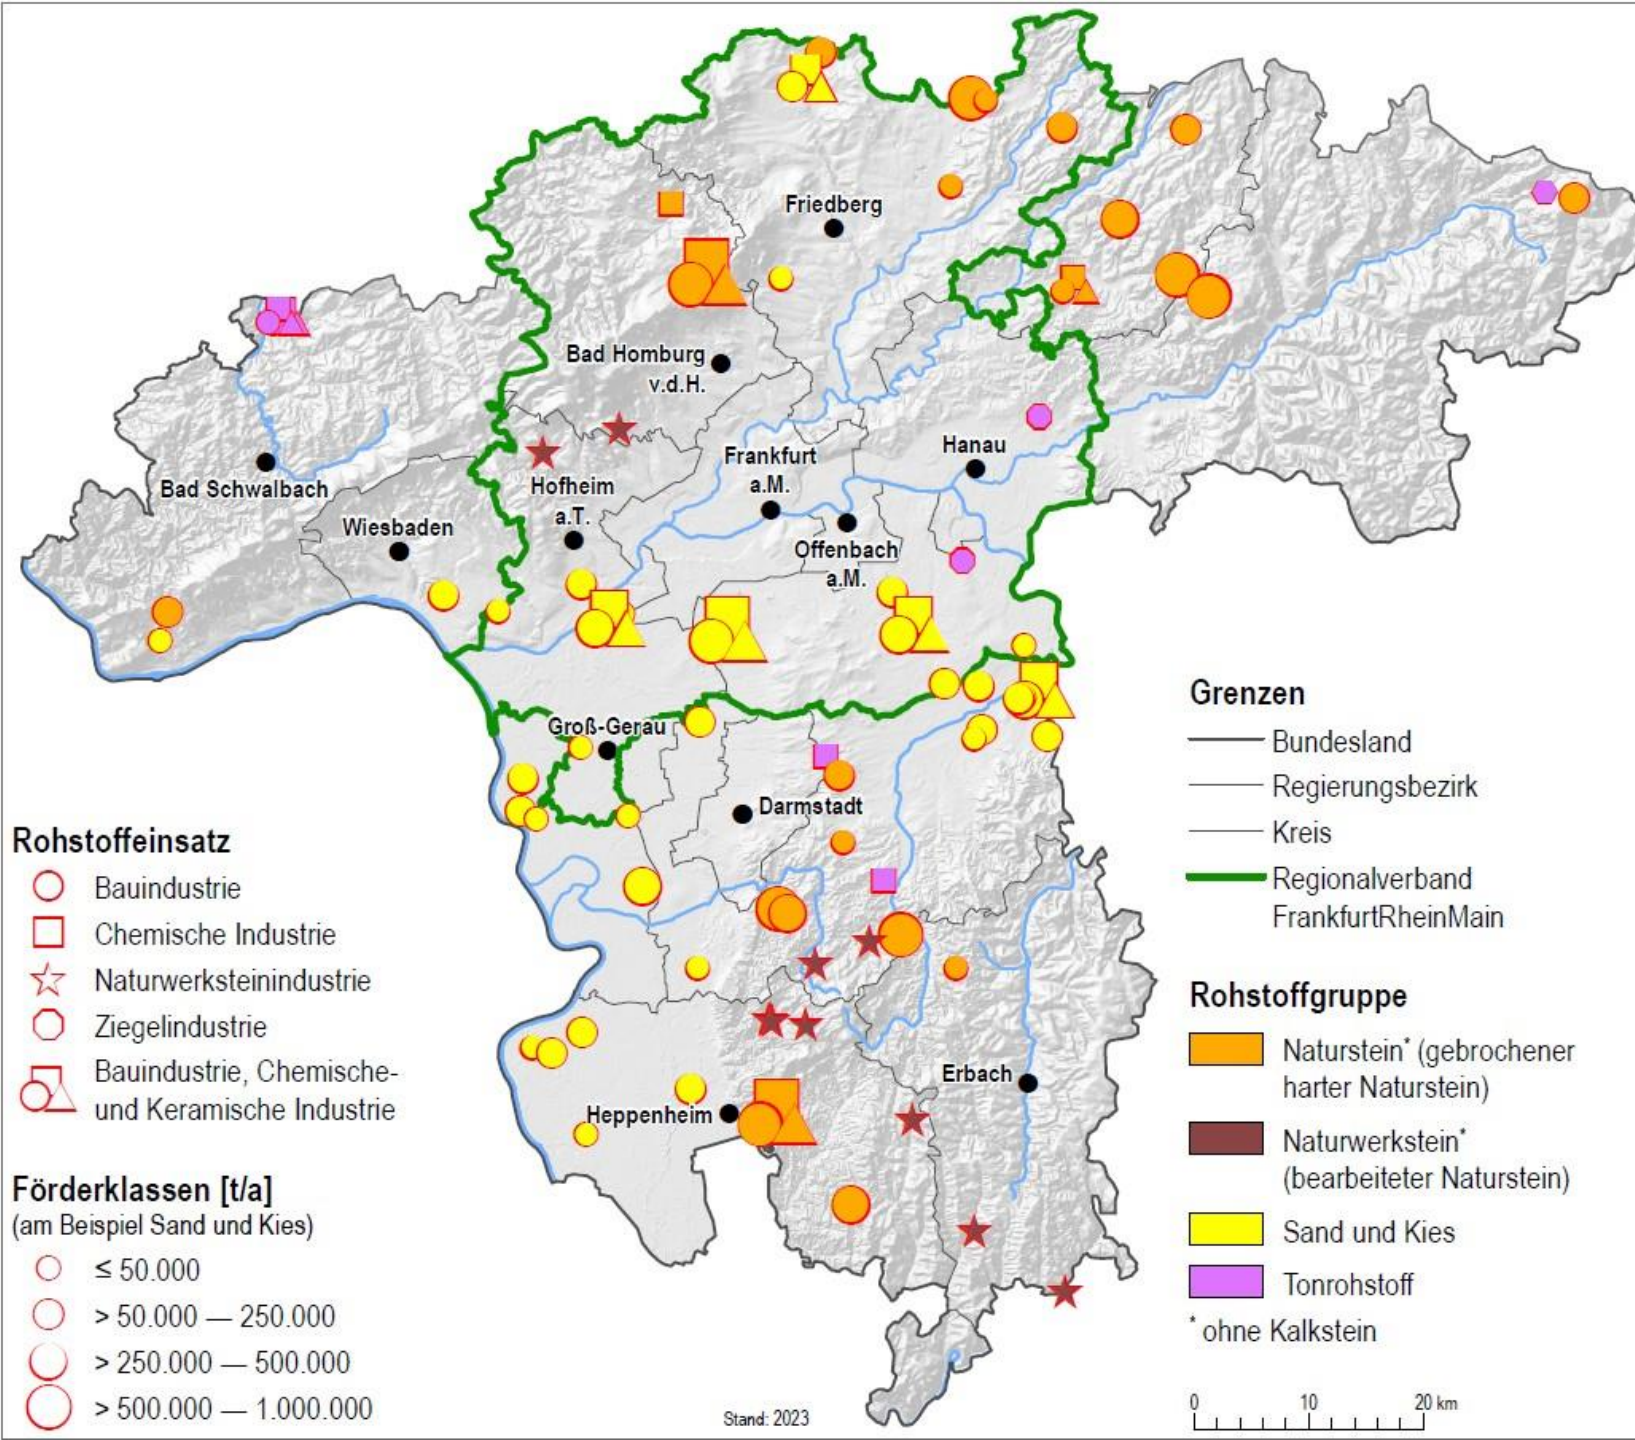 Friedberg
Bad Homburg
v.d.H.
Frankfurt
a.M.
Hanau
Bad Schwalbach
Hofheim
a.T.
Wiesbaden
Offenbach
a.M.
Groß-Gerau
Darmstadt
Erbach
Heppenheim
Rohstoffeinsatz
Bauindustrie
Chemische Industrie
Naturwerksteinindustrie
Ziegelindustrie
Bauindustrie, Chemische-
und Keramische Industrie
Förderklassen [t/a]
(am Beispiel Sand und Kies)
≤ 50.000
> 50.000 — 250.000
> 250.000 — 500.000
> 500.000 — 1.000.000
Stand: 2023
Grenzen
Bundesland
Regierungsbezirk
Kreis
Regionalverband
FrankfurtRheinMain
Rohstoffgruppe
Naturstein* (gebrochener
harter Naturstein)
Naturwerkstein*
(bearbeiteter Naturstein)
Sand und Kies
Tonrohstoff
* ohne Kalkstein
0 10 20 km